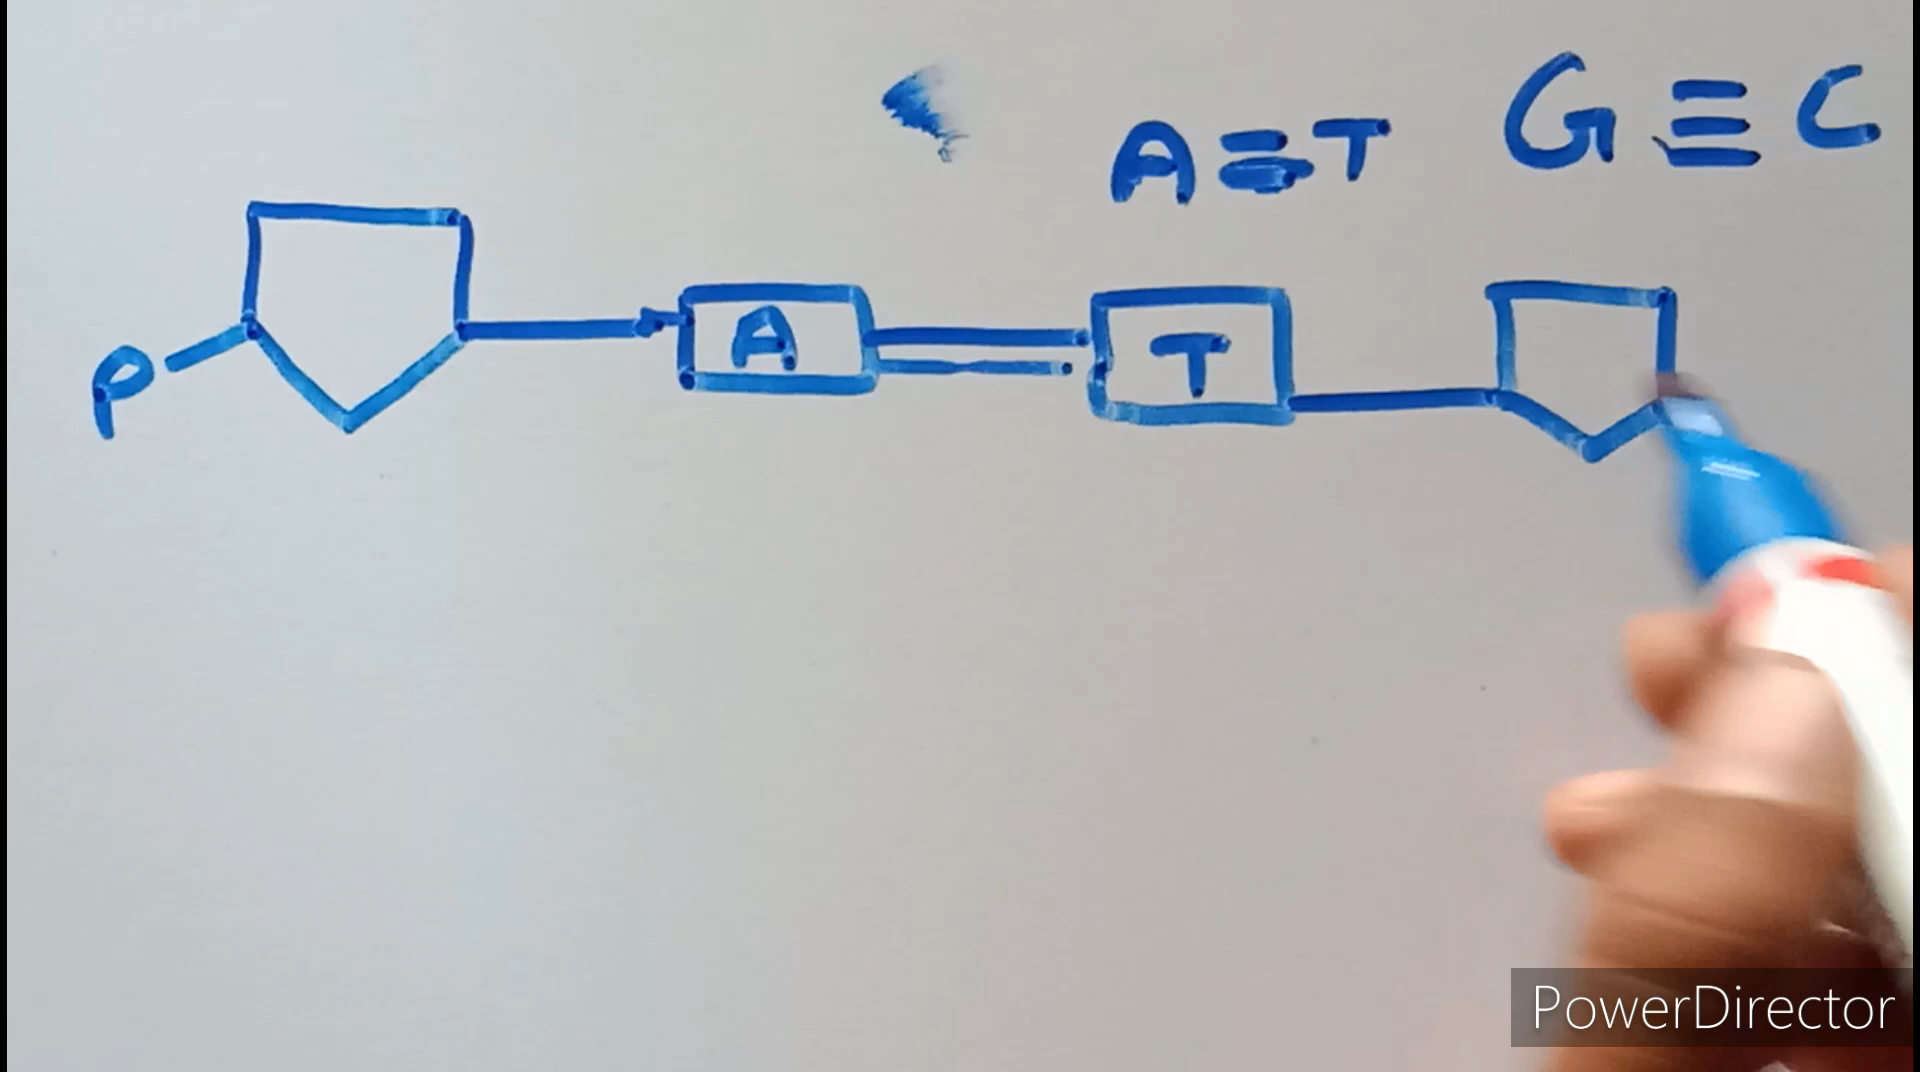 A = T G ≡ C
P A T
PowerDirector